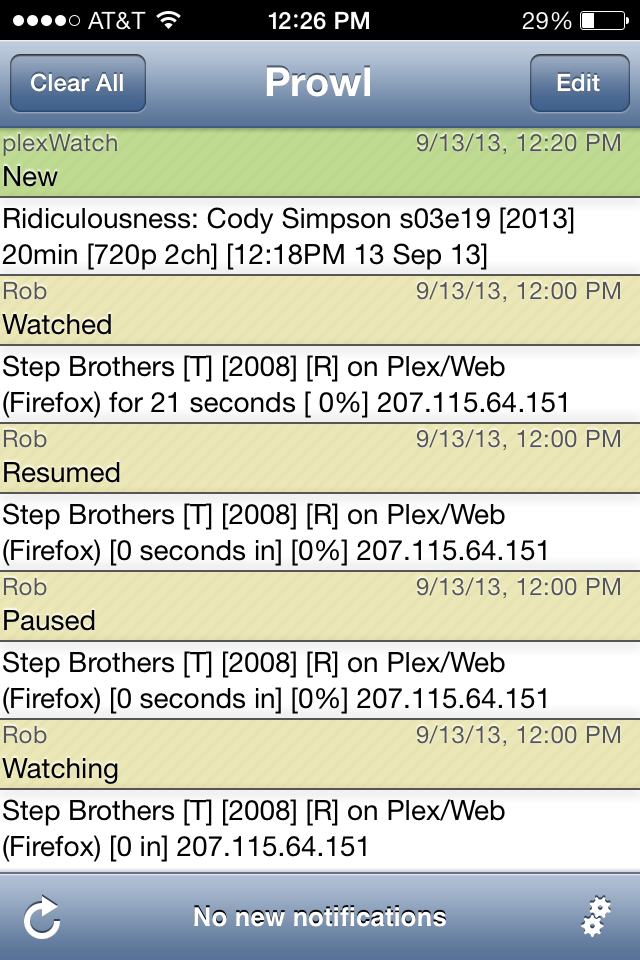 AT&T 12:26 PM 29%
Clear All Prowl Edit
plexWatch 9/13/13, 12:20 PM
New
Ridiculousness: Cody Simpson s03e19 [2013]
20min [720p 2ch] [12:18PM 13 Sep 13]
Rob 9/13/13, 12:00 PM
Watched
Step Brothers [T] [2008] [R] on Plex/Web
(Firefox) for 21 seconds [ 0%] 207.115.64.151
Rob 9/13/13, 12:00 PM
Resumed
Step Brothers [T] [2008] [R] on Plex/Web
(Firefox) [0 seconds in] [0%] 207.115.64.151
Rob 9/13/13, 12:00 PM
Paused
Step Brothers [T] [2008] [R] on Plex/Web
(Firefox) [0 seconds in] [0%] 207.115.64.151
Rob 9/13/13, 12:00 PM
Watching
Step Brothers [T] [2008] [R] on Plex/Web
(Firefox) [0 in] 207.115.64.151
No new notifications